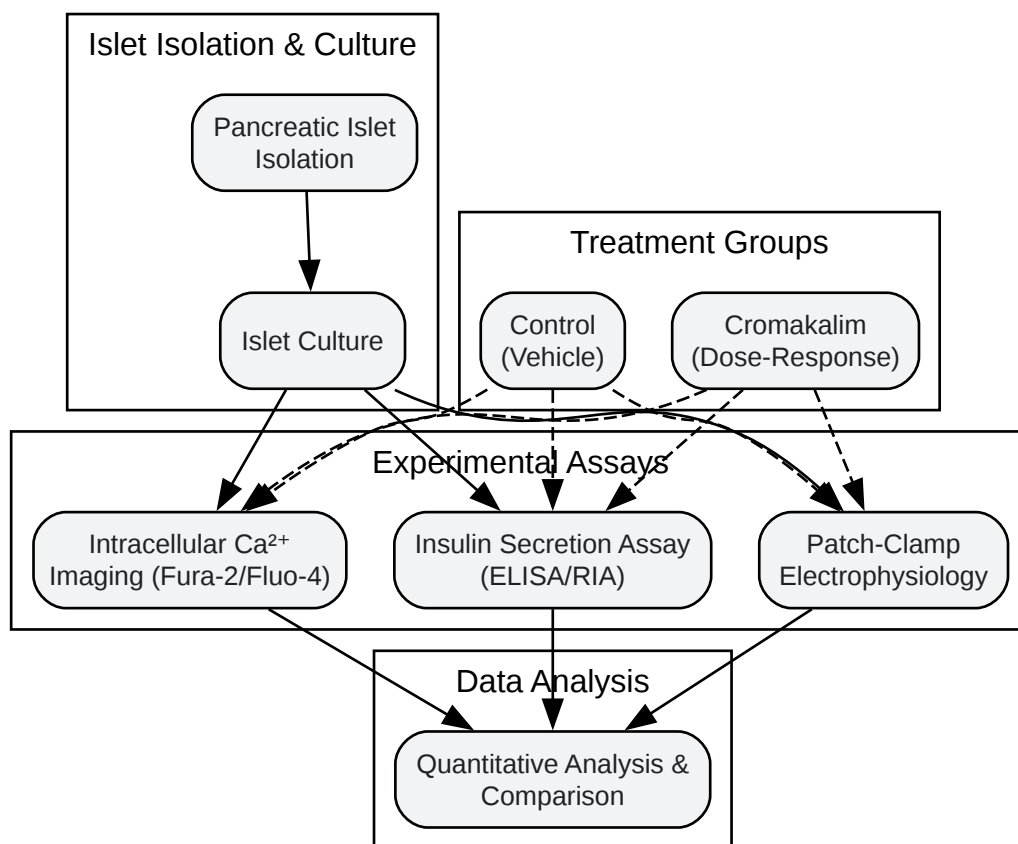 Islet Isolation & Culture
Pancreatic Islet
Isolation
Treatment Groups
Islet Culture
Control
(Vehicle)
Cromakalim
(Dose-Response)
Experimental Assays
Intracellular Ca²⁺
Imaging (Fura-2/Fluo-4)
Insulin Secretion Assay
(ELISA/RIA)
Patch-Clamp
Electrophysiology
Data Analysis
Quantitative Analysis &
Comparison